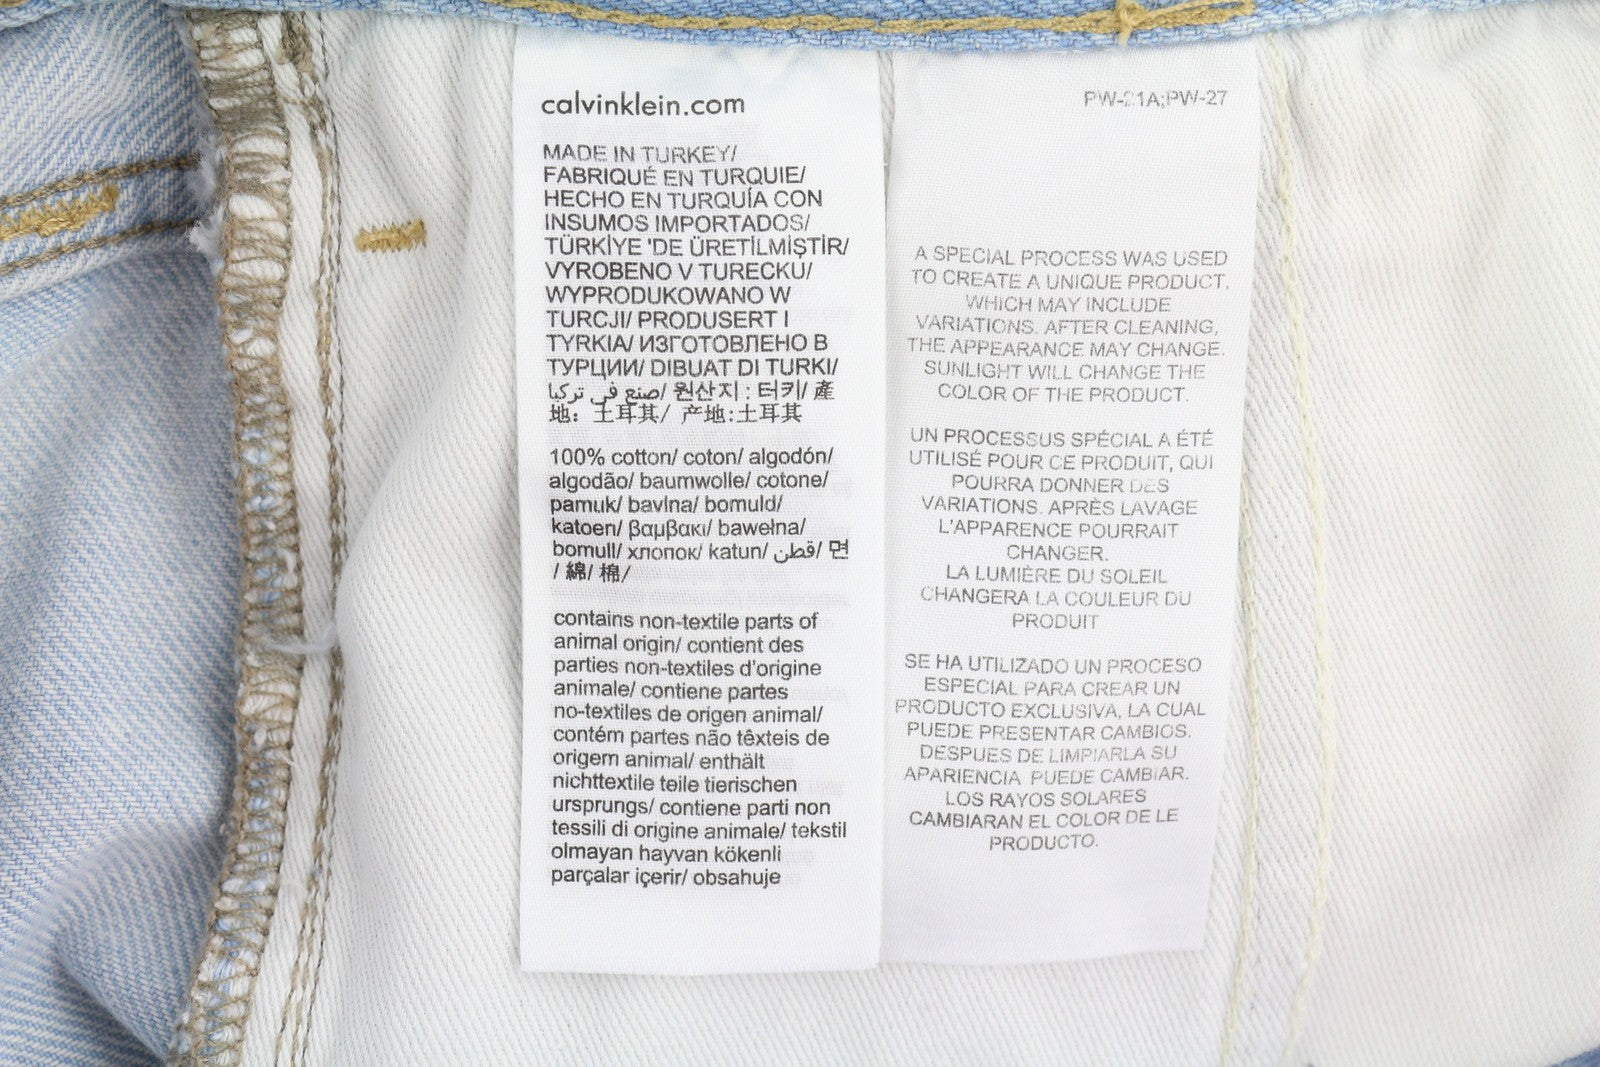 calvinklein.com
MADE IN TURKEY/
FABRIQUÉ EN TURQUIE/
HECHO EN TURQUÍA CON
INSUMOS IMPORTADOS/
TÜRKİYE 'DE ÜRETİLMİŞTİR/
VYROBENO V TURECKU/
WYPRODUKOWANO W
TURCJI/ PRODUSERT I
TYRKIA/ ИЗГОТОВЛЕНО В
ТУРЦИИ/ DIBUAT DI TURKI/
صنع في تركيا/ 원산지 : 터키/ 產
地：土耳其/ 产地:土耳其
100% cotton/ coton/ algodón/
algodão/ baumwolle/ cotone/
pamuk/ bavlna/ bomuld/
katoen/ βαμβακι/ bawełna/
bomull/ хлопок/ katun/ قطن/ 면
/ 綿/ 棉/
contains non-textile parts of
animal origin/ contient des
parties non-textiles d'origine
animale/ contiene partes
no-textiles de origen animal/
contém partes não têxteis de
origem animal/ enthält
nichttextile teile tierischen
ursprungs/ contiene parti non
tessili di origine animale/ tekstil
olmayan hayvan kökenli
parçalar içerir/ obsahuje
PW-21A;PW-27
A SPECIAL PROCESS WAS USED
TO CREATE A UNIQUE PRODUCT,
WHICH MAY INCLUDE
VARIATIONS. AFTER CLEANING,
THE APPEARANCE MAY CHANGE.
SUNLIGHT WILL CHANGE THE
COLOR OF THE PRODUCT.
UN PROCESSUS SPÉCIAL A ÉTÉ
UTILISÉ POUR CE PRODUIT, QUI
POURRA DONNER DES
VARIATIONS. APRÈS LAVAGE
L'APPARENCE POURRAIT
CHANGER.
LA LUMIÈRE DU SOLEIL
CHANGERA LA COULEUR DU
PRODUIT
SE HA UTILIZADO UN PROCESO
ESPECIAL PARA CREAR UN
PRODUCTO EXCLUSIVA, LA CUAL
PUEDE PRESENTAR CAMBIOS.
DESPUES DE LIMPIARLA SU
APARIENCIA PUEDE CAMBIAR.
LOS RAYOS SOLARES
CAMBIARAN EL COLOR DE LE
PRODUCTO.